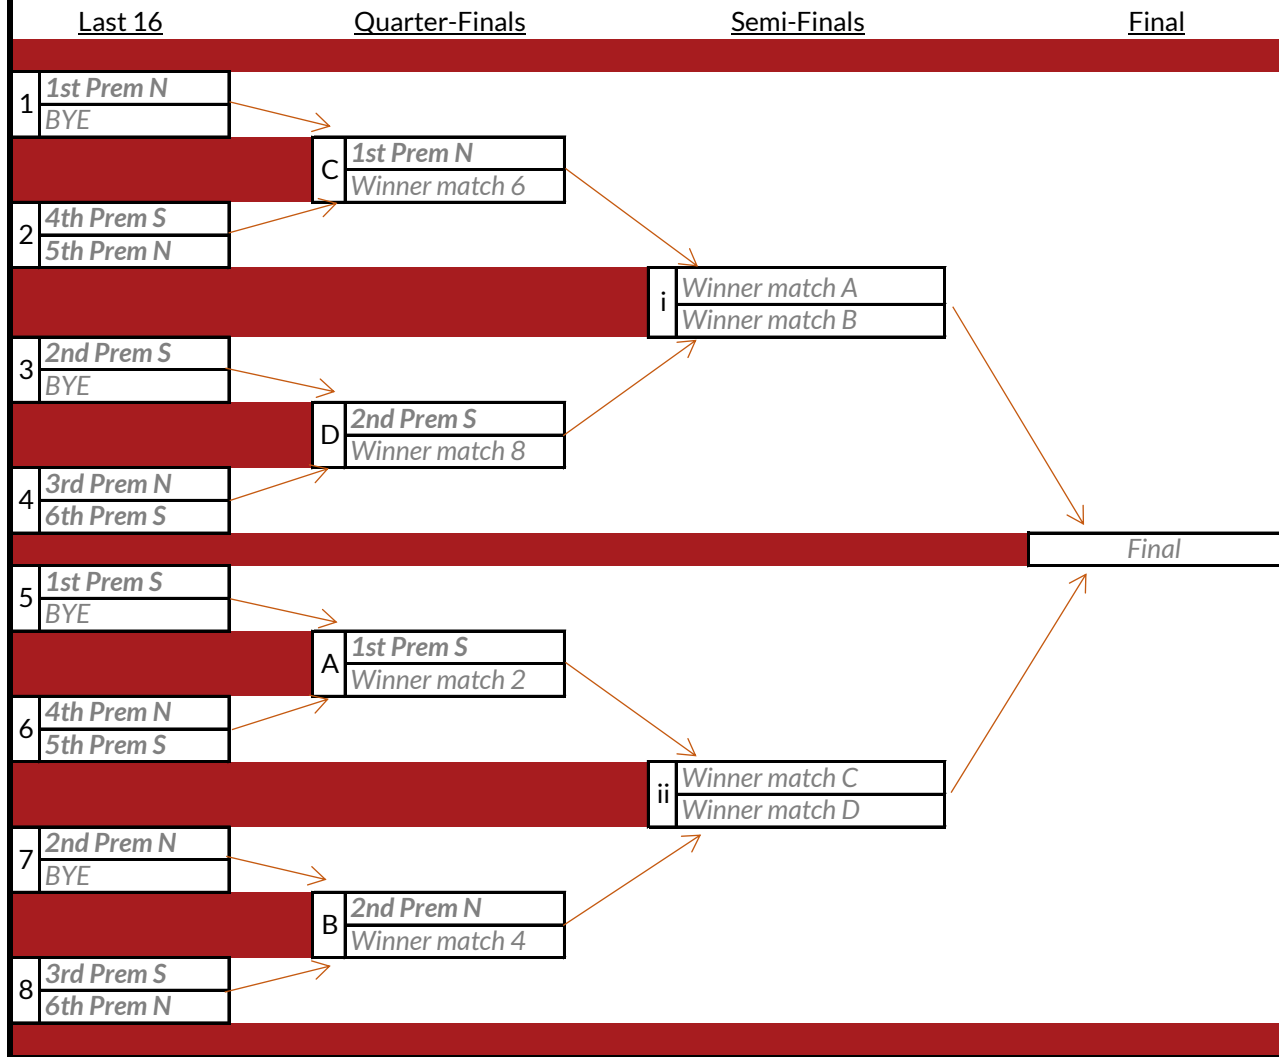 Last 16 Quarter-Finals Semi-Finals Final
1 1st Prem N
BYE
C 1st Prem N
Winner match 6
2 4th Prem S
5th Prem N
i Winner match A
Winner match B
3 2nd Prem S
BYE
D 2nd Prem S
Winner match 8
4 3rd Prem N
6th Prem S
Final
5 1st Prem S
BYE
A 1st Prem S
Winner match 2
6 4th Prem N
5th Prem S
ii Winner match C
Winner match D
7 2nd Prem N
BYE
B 2nd Prem N
Winner match 4
8 3rd Prem S
6th Prem N